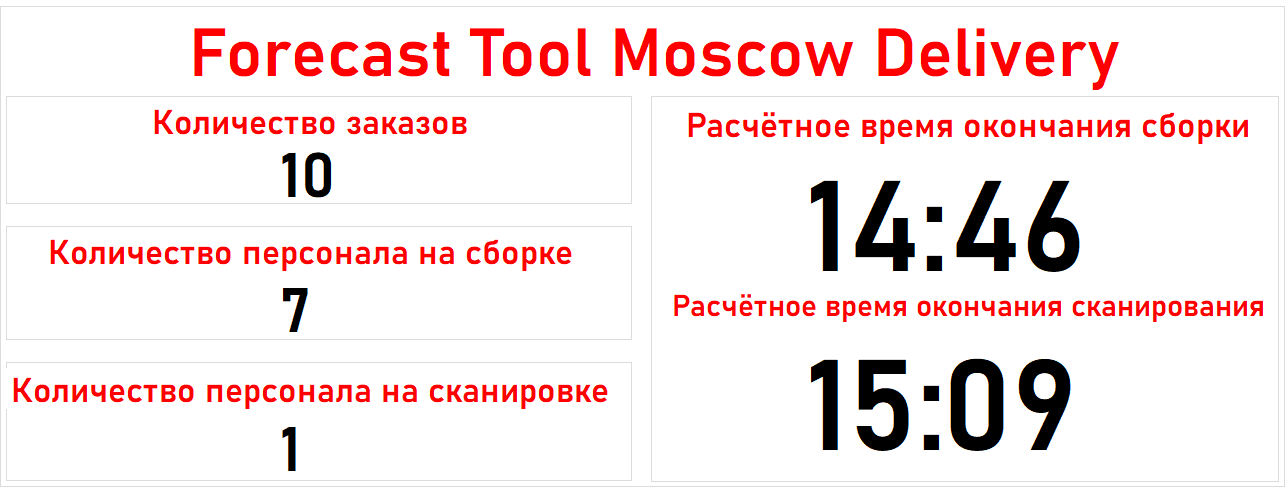 Forecast Tool Moscow Delivery
Количество заказов
10
Количество персонала на сборке
7
Количество персонала на сканировке
1
Расчётное время окончания сборки
14:46
Расчётное время окончания сканирования
15:09